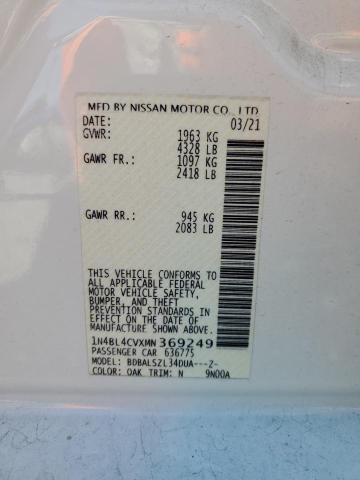 MFD BY NISSAN MOTOR CO., LTD.
DATE: 03/21
GVWR: 1963 KG
4328 LB
GAWR FR.: 1097 KG
2418 LB
GAWR RR.: 945 KG
2083 LB
THIS VEHICLE CONFORMS TO
ALL APPLICABLE FEDERAL
MOTOR VEHICLE SAFETY,
BUMPER, AND THEFT
PREVENTION STANDARDS IN
EFFECT ON THE DATE OF
MANUFACTURE SHOWN ABOVE.
1N4BL4CVXMN369249
PASSENGER CAR 636775
MODEL: BDBALSZL34DUA---Z-
COLOR: QAK TRIM: N 9N00A